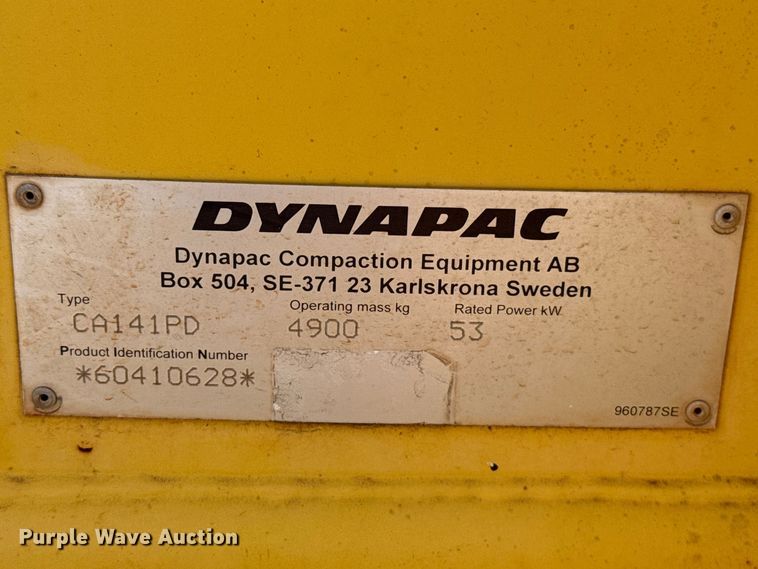 DYNAPAC
Dynapac Compaction Equipment AB
Box 504, SE-371 23 Karlskrona Sweden
Type Operating mass kg Rated Power kW
CA141PD 4900 53
Product Identification Number
*60410628*
960787SE
Purple Wave Auction